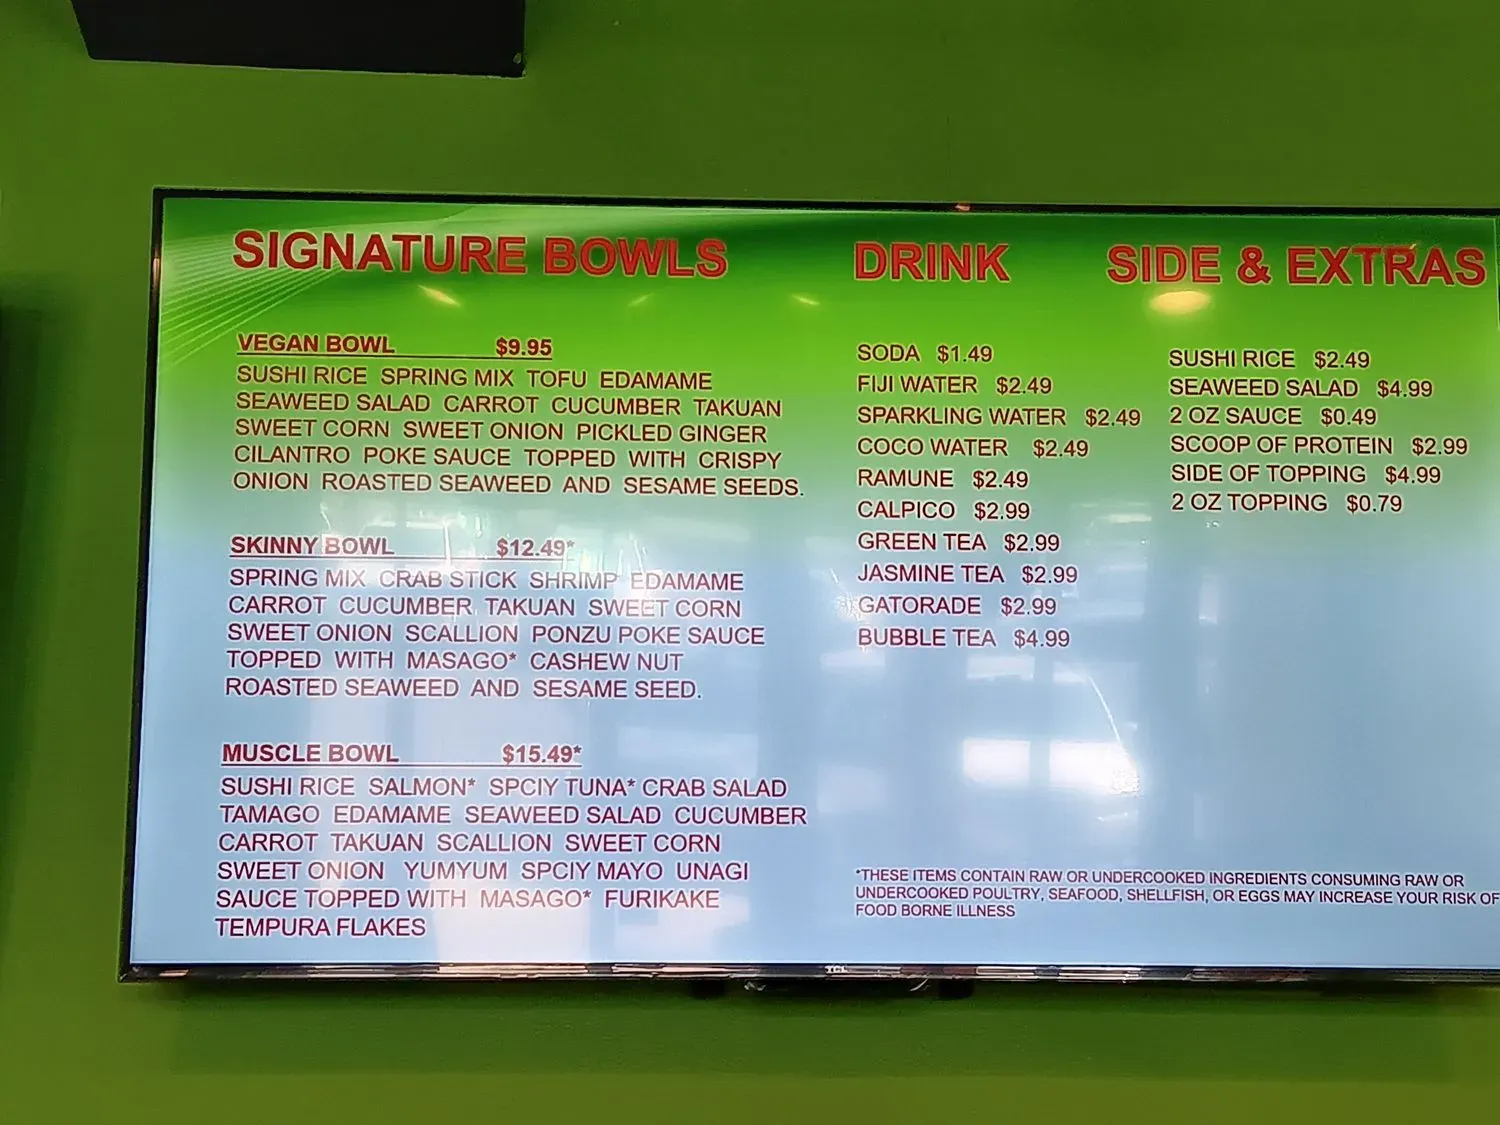 SIGNATURE BOWLS
VEGAN BOWL $9.95
SUSHI RICE SPRING MIX TOFU EDAMAME
SEAWEED SALAD CARROT CUCUMBER TAKUAN
SWEET CORN SWEET ONION PICKLED GINGER
CILANTRO POKE SAUCE TOPPED WITH CRISPY
ONION ROASTED SEAWEED AND SESAME SEEDS.
SKINNY BOWL $12.49*
SPRING MIX CRAB STICK SHRIMP EDAMAME
CARROT CUCUMBER TAKUAN SWEET CORN
SWEET ONION SCALLION PONZU POKE SAUCE
TOPPED WITH MASAGO* CASHEW NUT
ROASTED SEAWEED AND SESAME SEED.
MUSCLE BOWL $15.49*
SUSHI RICE SALMON* SPCIY TUNA* CRAB SALAD
TAMAGO EDAMAME SEAWEED SALAD CUCUMBER
CARROT TAKUAN SCALLION SWEET CORN
SWEET ONION YUMYUM SPCIY MAYO UNAGI
SAUCE TOPPED WITH MASAGO* FURIKAKE
TEMPURA FLAKES
DRINK
SODA $1.49
FIJI WATER $2.49
SPARKLING WATER $2.49
COCO WATER $2.49
RAMUNE $2.49
CALPICO $2.99
GREEN TEA $2.99
JASMINE TEA $2.99
GATORADE $2.99
BUBBLE TEA $4.99
SIDE & EXTRAS
SUSHI RICE $2.49
SEAWEED SALAD $4.99
2 OZ SAUCE $0.49
SCOOP OF PROTEIN $2.99
SIDE OF TOPPING $4.99
2 OZ TOPPING $0.79
*THESE ITEMS CONTAIN RAW OR UNDERCOOKED INGREDIENTS CONSUMING RAW OR
UNDERCOOKED POULTRY, SEAFOOD, SHELLFISH, OR EGGS MAY INCREASE YOUR RISK OF
FOOD BORNE ILLNESS
TCL